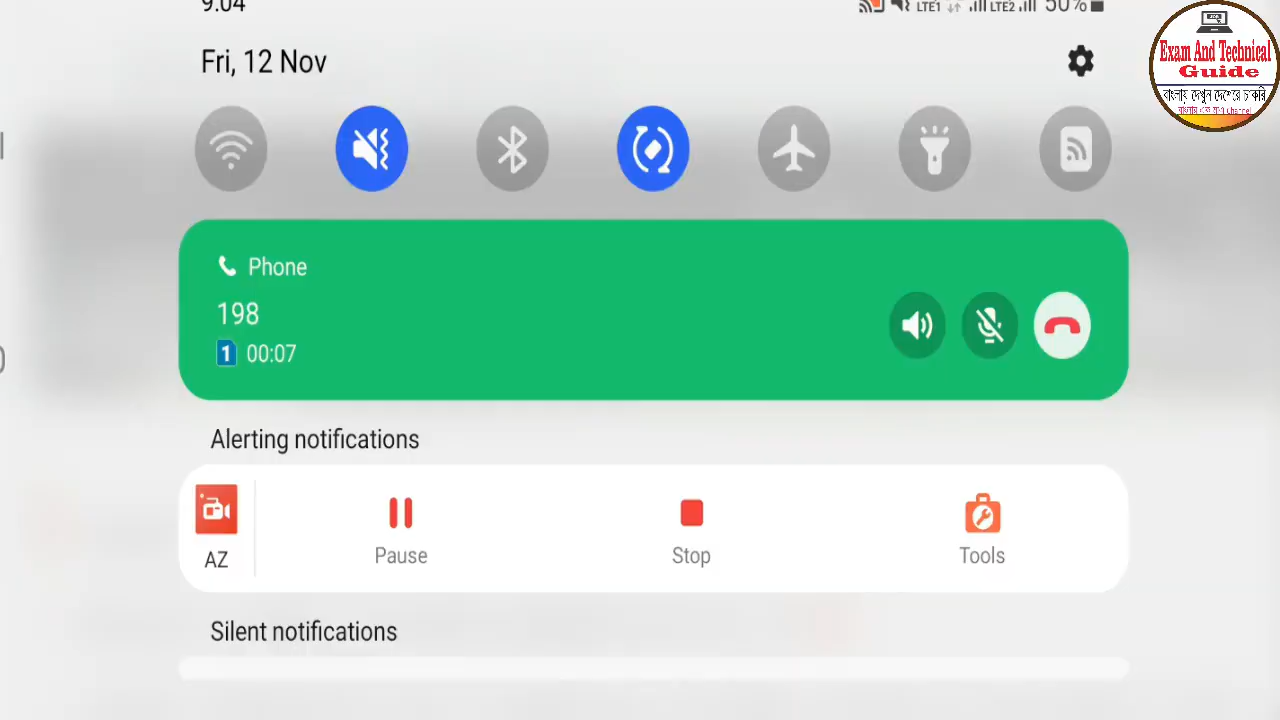 9:04
LTE1 LTE2 50%
Fri, 12 Nov
Exam And Technical
Guide
বাংলায় দেখুন দেশের চাকরি
Phone
198
1 00:07
Alerting notifications
AZ
Pause
Stop
Tools
Silent notifications